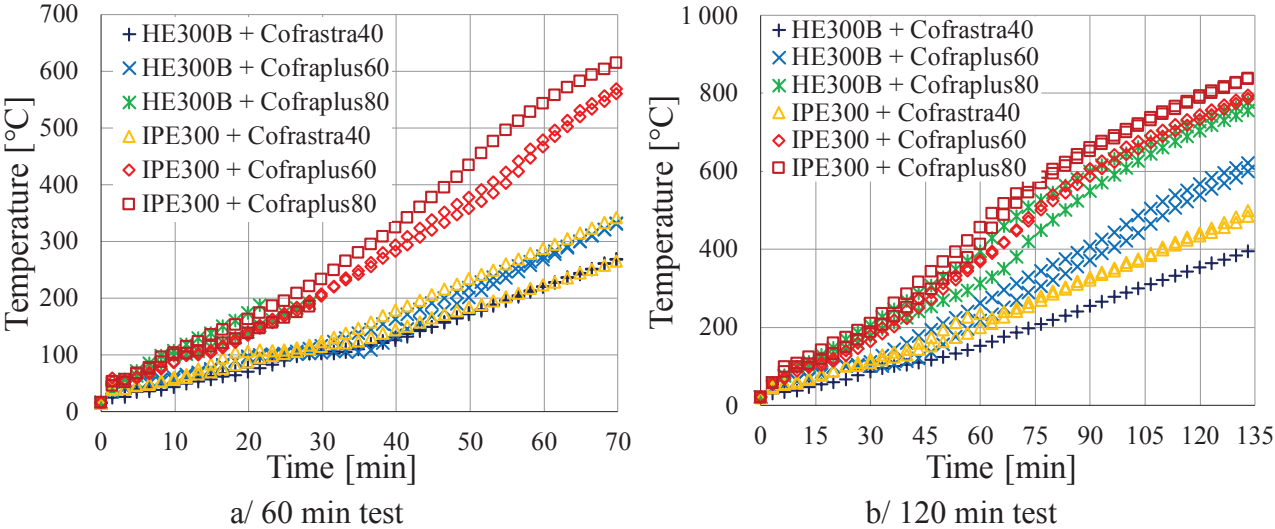 700
600
500
400
300
200
100
0
Temperature [°C]
HE300B + Cofrastra40
HE300B + Cofraplus60
HE300B + Cofraplus80
IPE300 + Cofrastra40
IPE300 + Cofraplus60
IPE300 + Cofraplus80
0 10 20 30 40 50 60 70
Time [min]
a/ 60 min test
1 000
800
600
400
200
0
Temperature [°C]
HE300B + Cofrastra40
HE300B + Cofraplus60
HE300B + Cofraplus80
IPE300 + Cofrastra40
IPE300 + Cofraplus60
IPE300 + Cofraplus80
0 15 30 45 60 75 90 105 120 135
Time [min]
b/ 120 min test